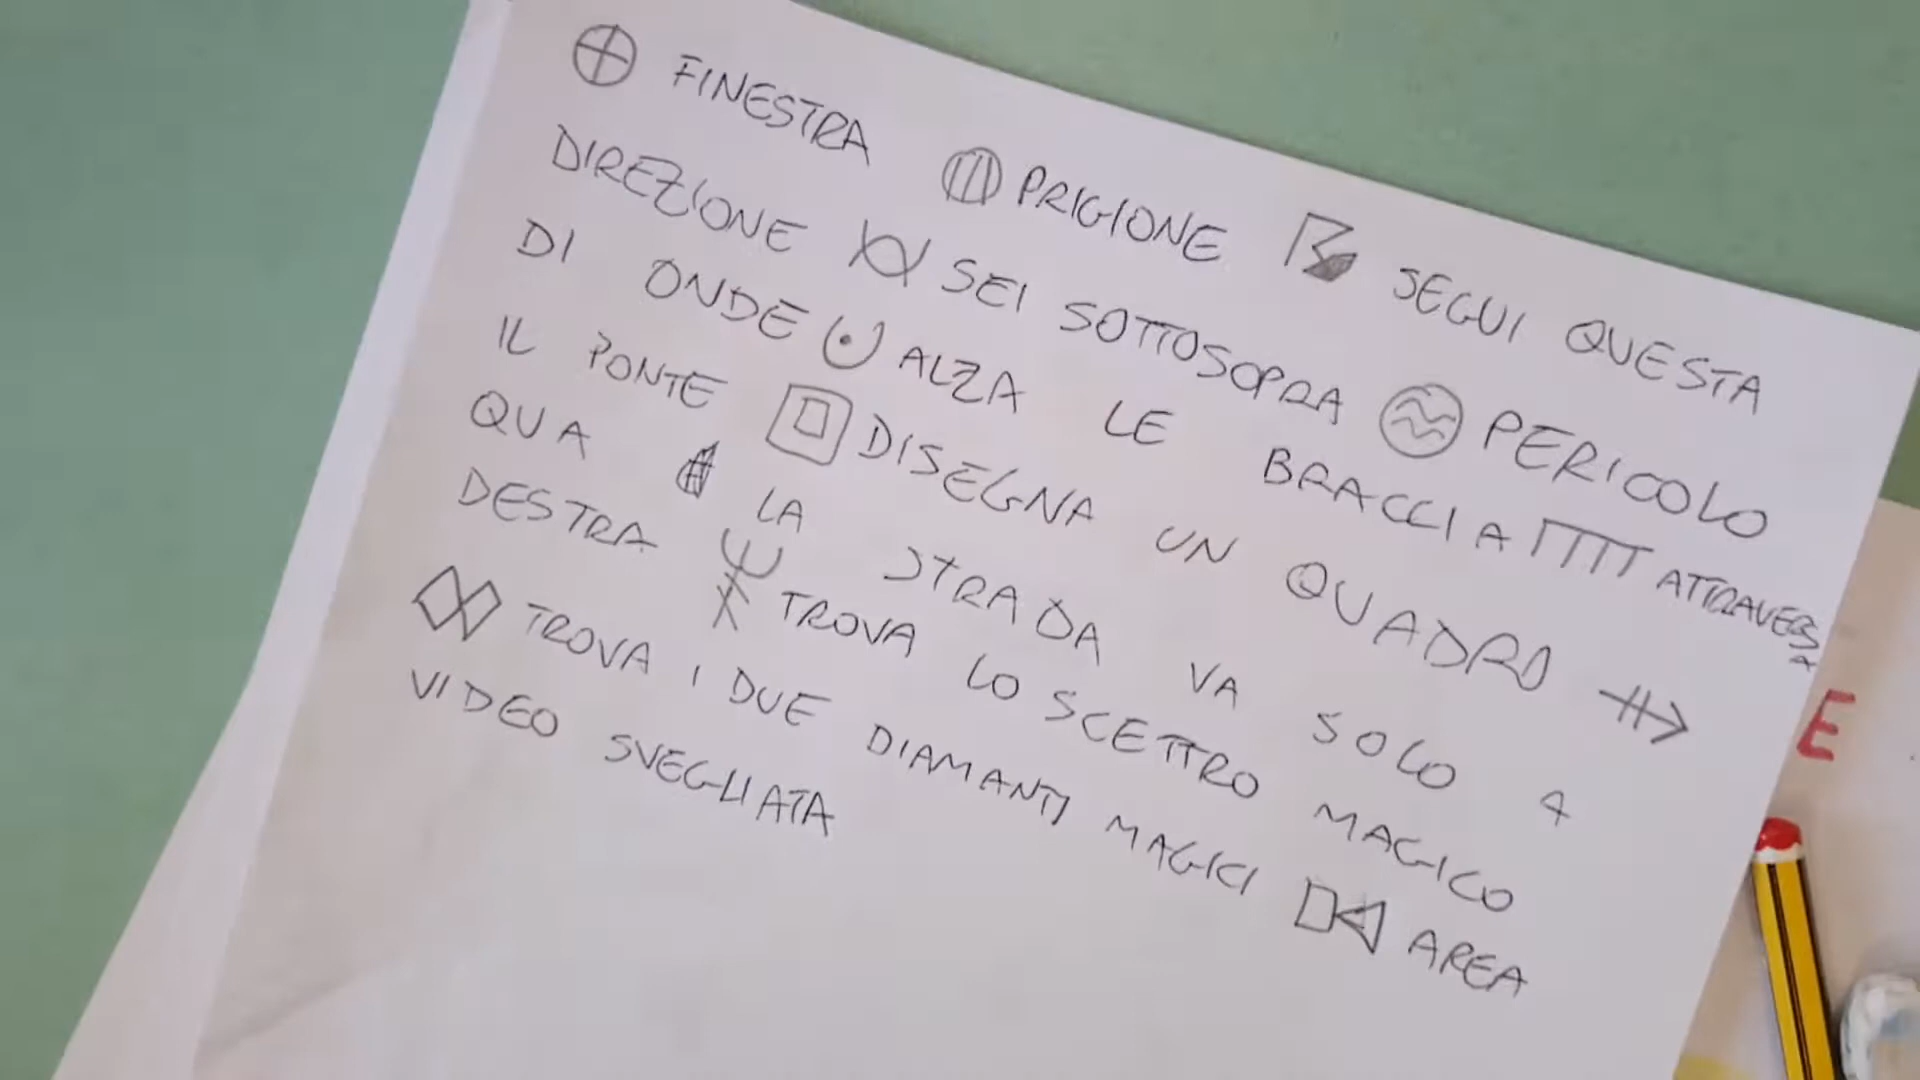 FINESTRA PRIGIONE SEGUI QUESTA
DIREZIONE SEI SOTTOSOPRA PERICOLO
DI ONDE ALZA LE BRACCIA ATTRAVERSA
IL PONTE DISEGNA UN QUADRO
QUA LA STRADA VA SOLO A
DESTRA TROVA LO SCETTRO MAGICO
TROVA I DUE DIAMANTI MAGICI AREA
VIDEO SVEGLIATA
E